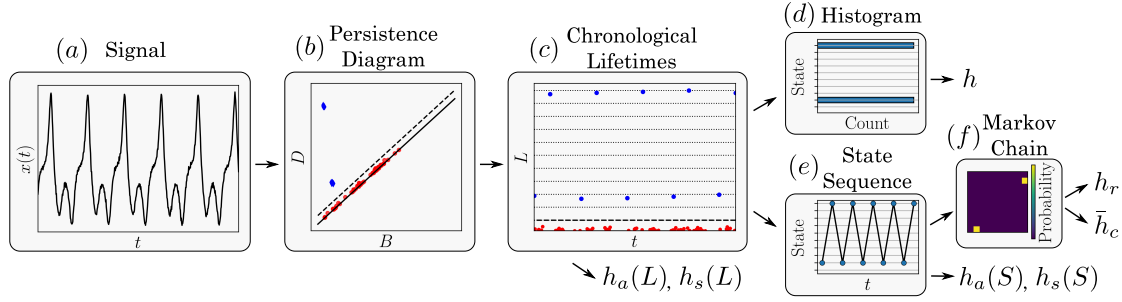 (a) Signal
x(t)
t
(b) Persistence
Diagram
D
B
(c) Chronological
Lifetimes
L
t
h_a(L), h_s(L)
(d) Histogram
State
Count
h
(e) State
Sequence
State
t
h_a(S), h_s(S)
(f) Markov
Chain
Probability
h_r
h̄_c